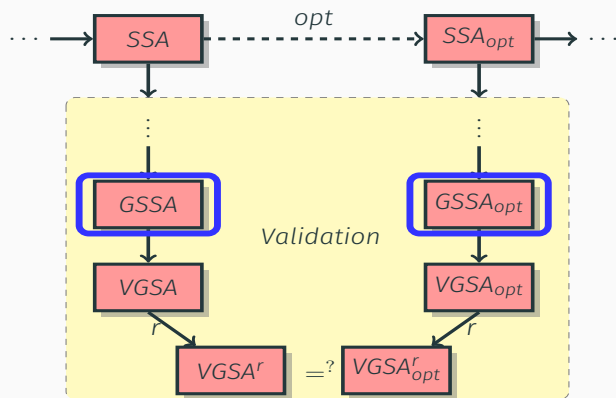 opt
⋯ SSA SSA_opt ⋯
⋮ ⋮
GSSA GSSA_opt
Validation
VGSA VGSA_opt
r r
VGSA^r =^? VGSA^r_opt